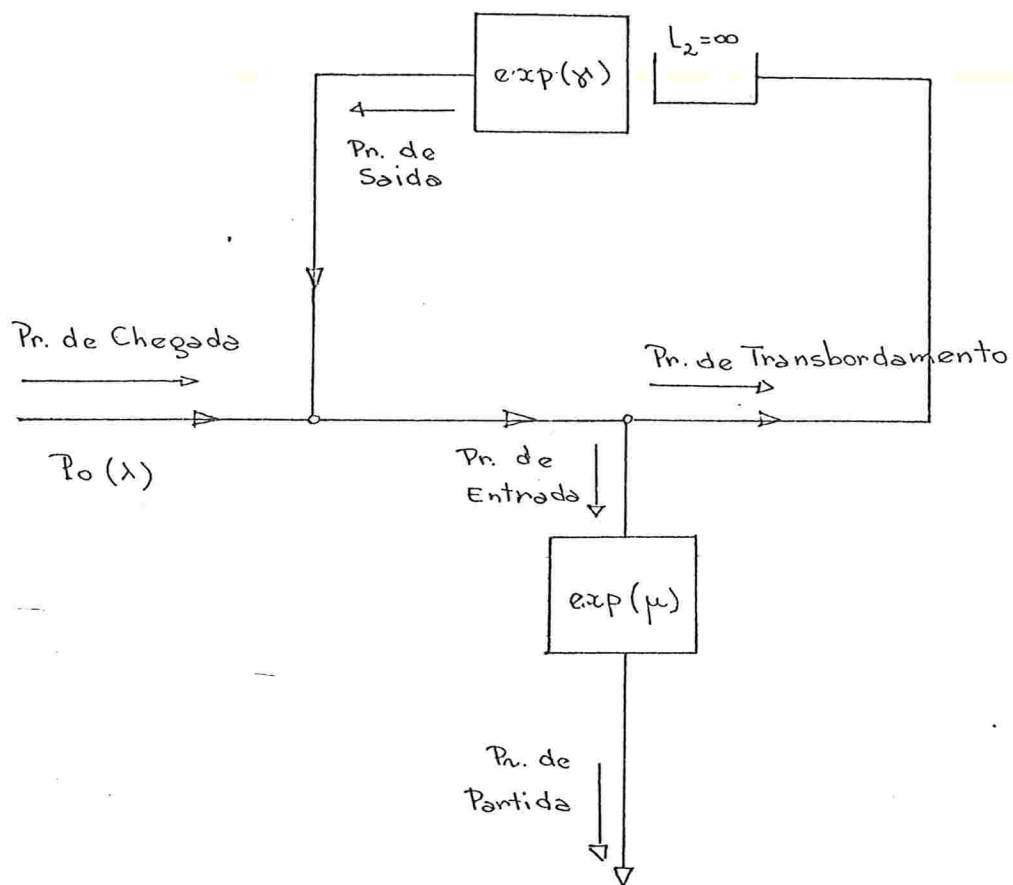 L₂=∞
exp(γ)
Pr. de
Saida
Pr. de Chegada
Pr. de Transbordamento
Po(λ)
Pr. de
Entrada
exp(μ)
Pr. de
Partida